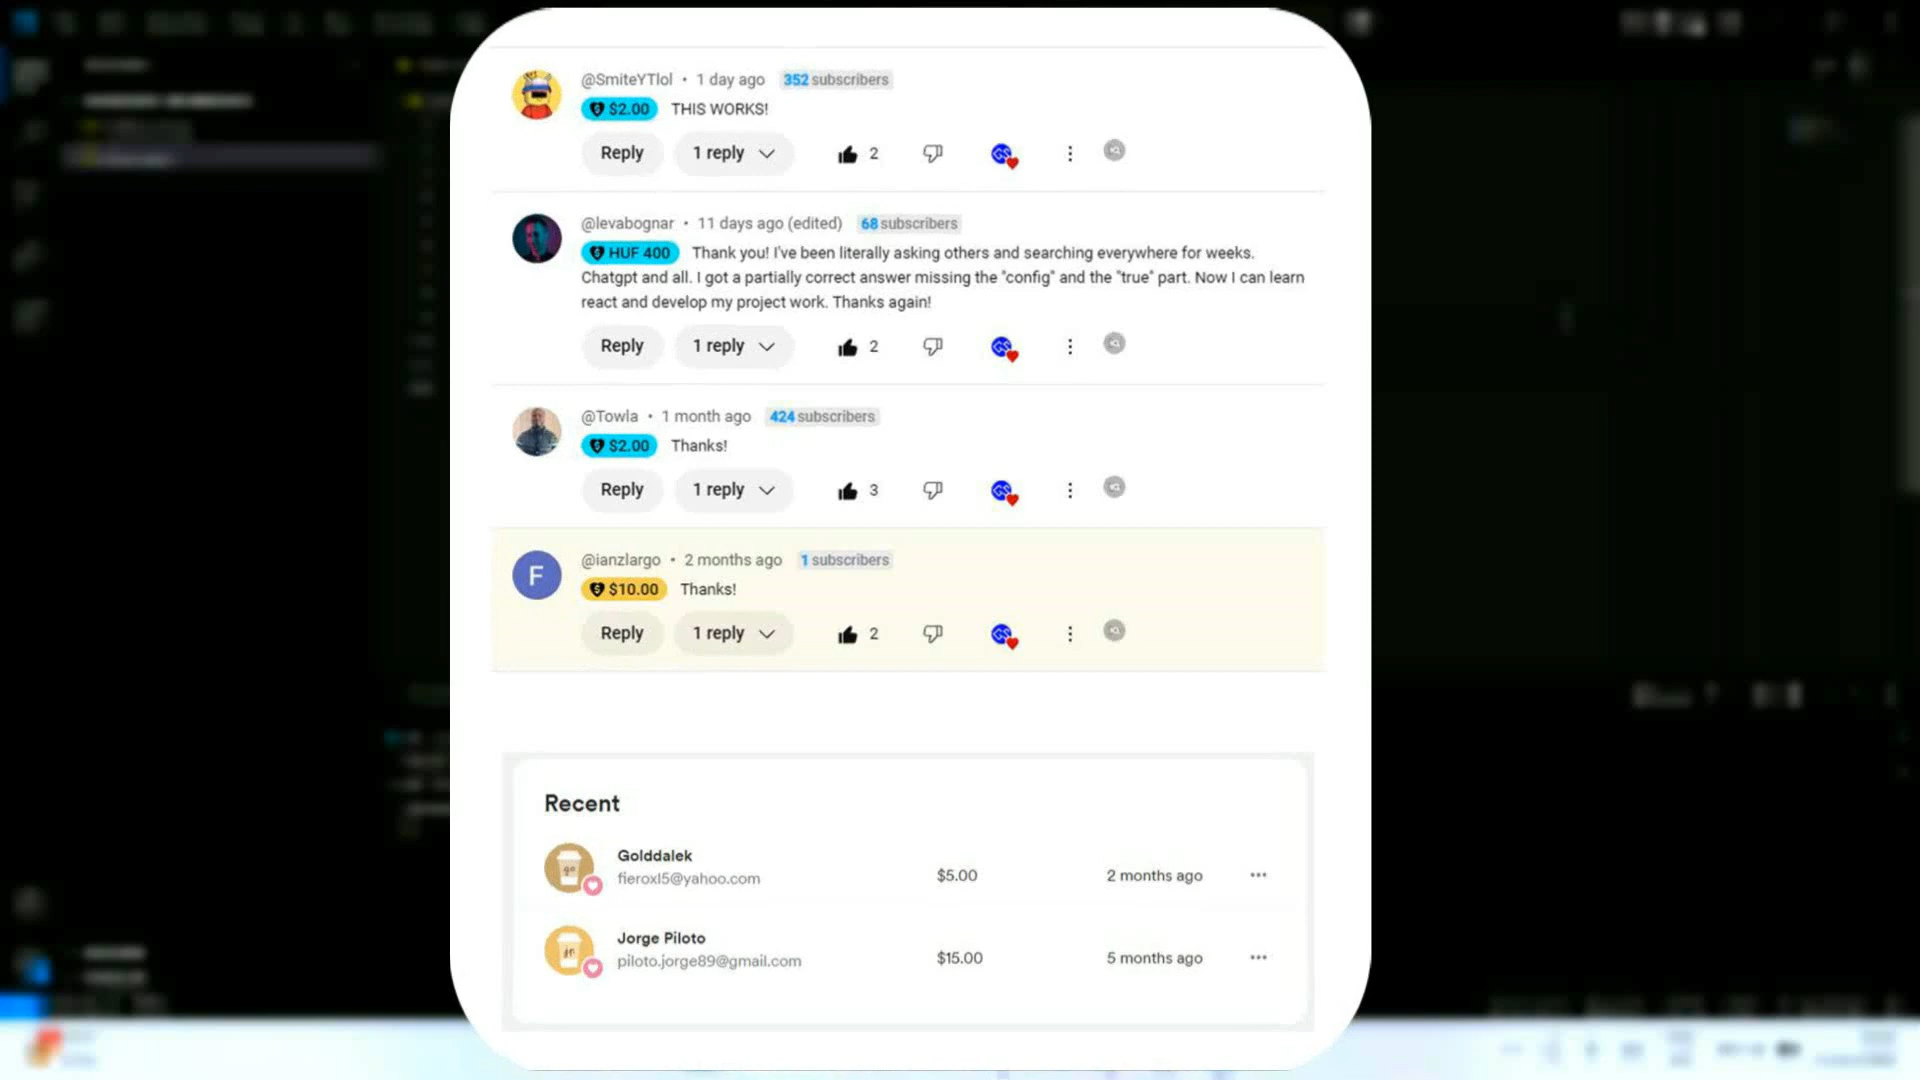 @SmiteYTlol • 1 day ago 352 subscribers
$2.00 THIS WORKS!
Reply 1 reply 2
@levabognar • 11 days ago (edited) 68 subscribers
HUF 400 Thank you! I've been literally asking others and searching everywhere for weeks.
Chatgpt and all. I got a partially correct answer missing the "config" and the "true" part. Now I can learn
react and develop my project work. Thanks again!
Reply 1 reply 2
@Towla • 1 month ago 424 subscribers
$2.00 Thanks!
Reply 1 reply 3
F
@ianzlargo • 2 months ago 1 subscribers
$10.00 Thanks!
Reply 1 reply 2
Recent
go
Golddalek
fieroxl5@yahoo.com
$5.00 2 months ago
Jorge Piloto
piloto.jorge89@gmail.com
$15.00 5 months ago